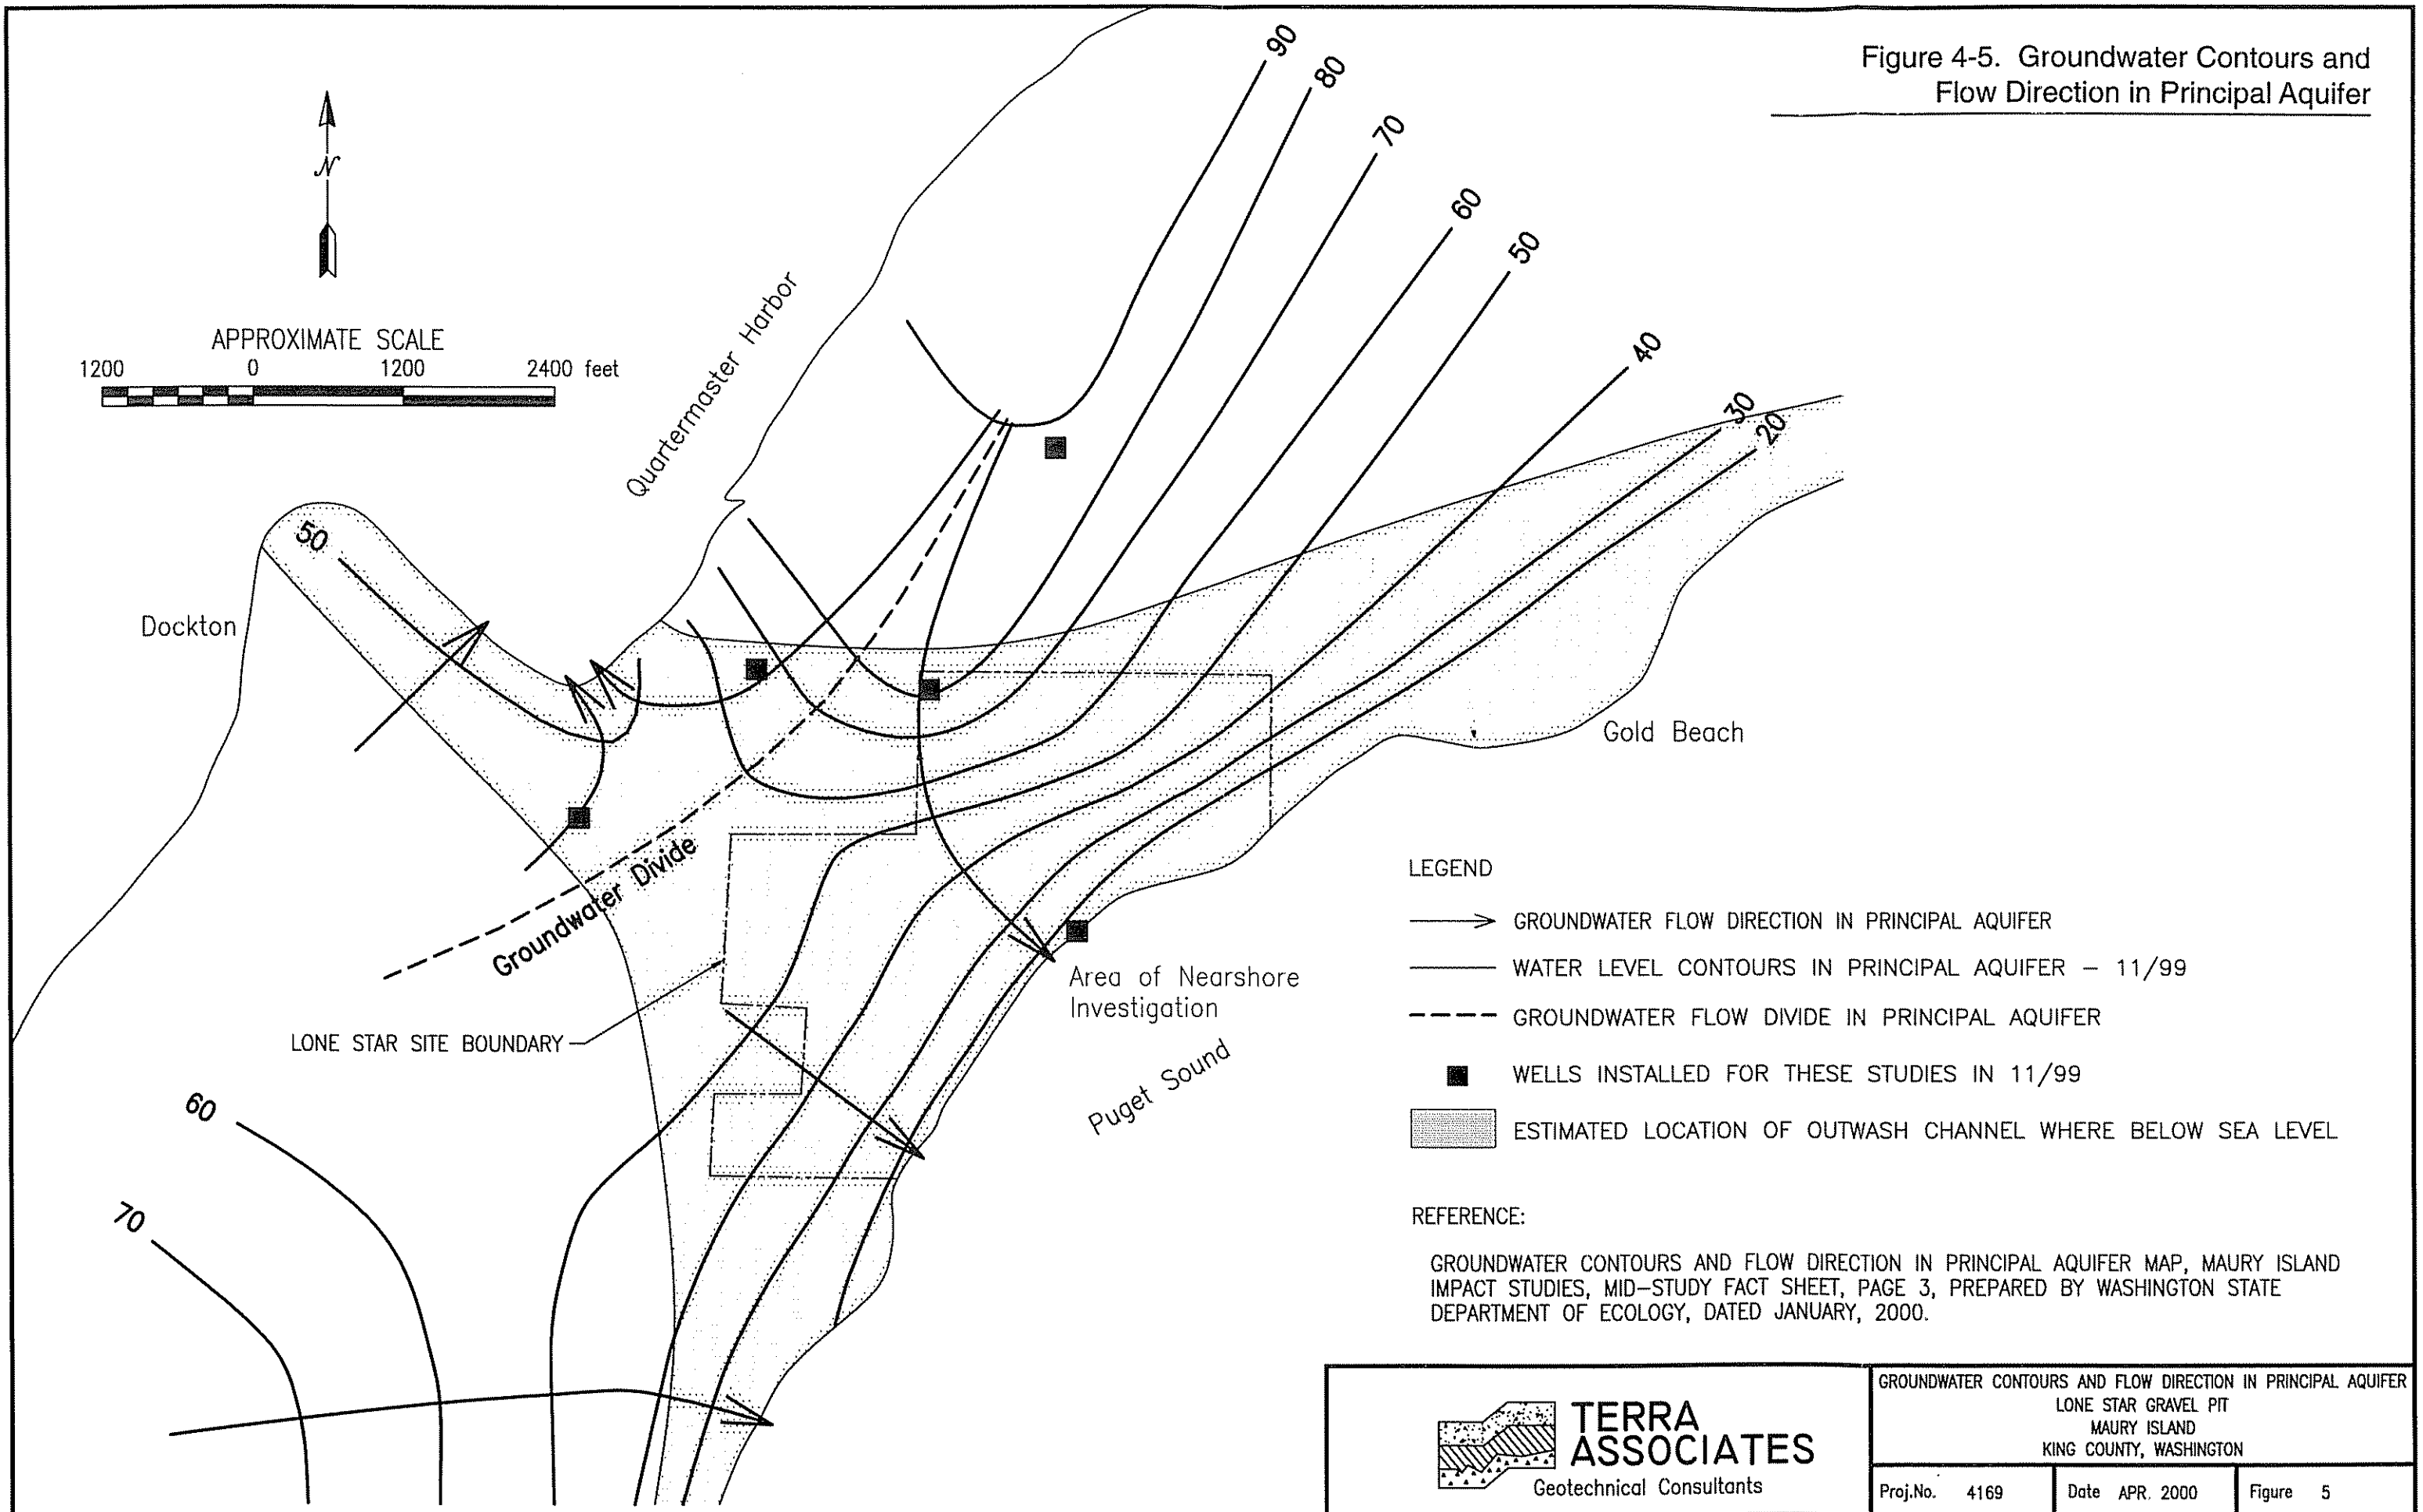 Figure 4-5. Groundwater Contours and
Flow Direction in Principal Aquifer
N
APPROXIMATE SCALE
1200 0 1200 2400 feet
90
80
70
60
50
40
30
20
Quartermaster Harbor
50
Dockton
Gold Beach
Groundwater Divide
Area of Nearshore
Investigation
LONE STAR SITE BOUNDARY
Puget Sound
60
70
LEGEND
GROUNDWATER FLOW DIRECTION IN PRINCIPAL AQUIFER
WATER LEVEL CONTOURS IN PRINCIPAL AQUIFER – 11/99
GROUNDWATER FLOW DIVIDE IN PRINCIPAL AQUIFER
WELLS INSTALLED FOR THESE STUDIES IN 11/99
ESTIMATED LOCATION OF OUTWASH CHANNEL WHERE BELOW SEA LEVEL
REFERENCE:
GROUNDWATER CONTOURS AND FLOW DIRECTION IN PRINCIPAL AQUIFER MAP, MAURY ISLAND
IMPACT STUDIES, MID–STUDY FACT SHEET, PAGE 3, PREPARED BY WASHINGTON STATE
DEPARTMENT OF ECOLOGY, DATED JANUARY, 2000.
TERRA
ASSOCIATES
Geotechnical Consultants
GROUNDWATER CONTOURS AND FLOW DIRECTION IN PRINCIPAL AQUIFER
LONE STAR GRAVEL PIT
MAURY ISLAND
KING COUNTY, WASHINGTON
Proj.No. 4169
Date APR. 2000
Figure 5